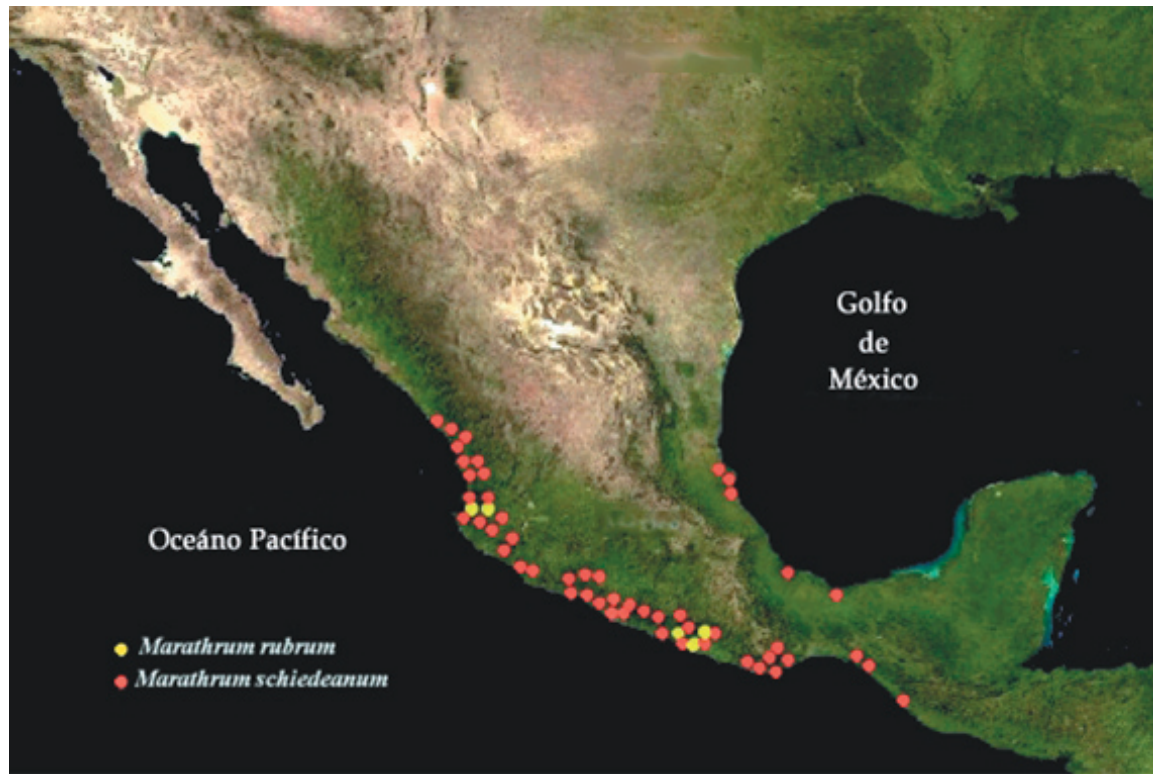 Golfo
de
México
Oceáno Pacífico
Marathrum rubrum
Marathrum schiedeanum